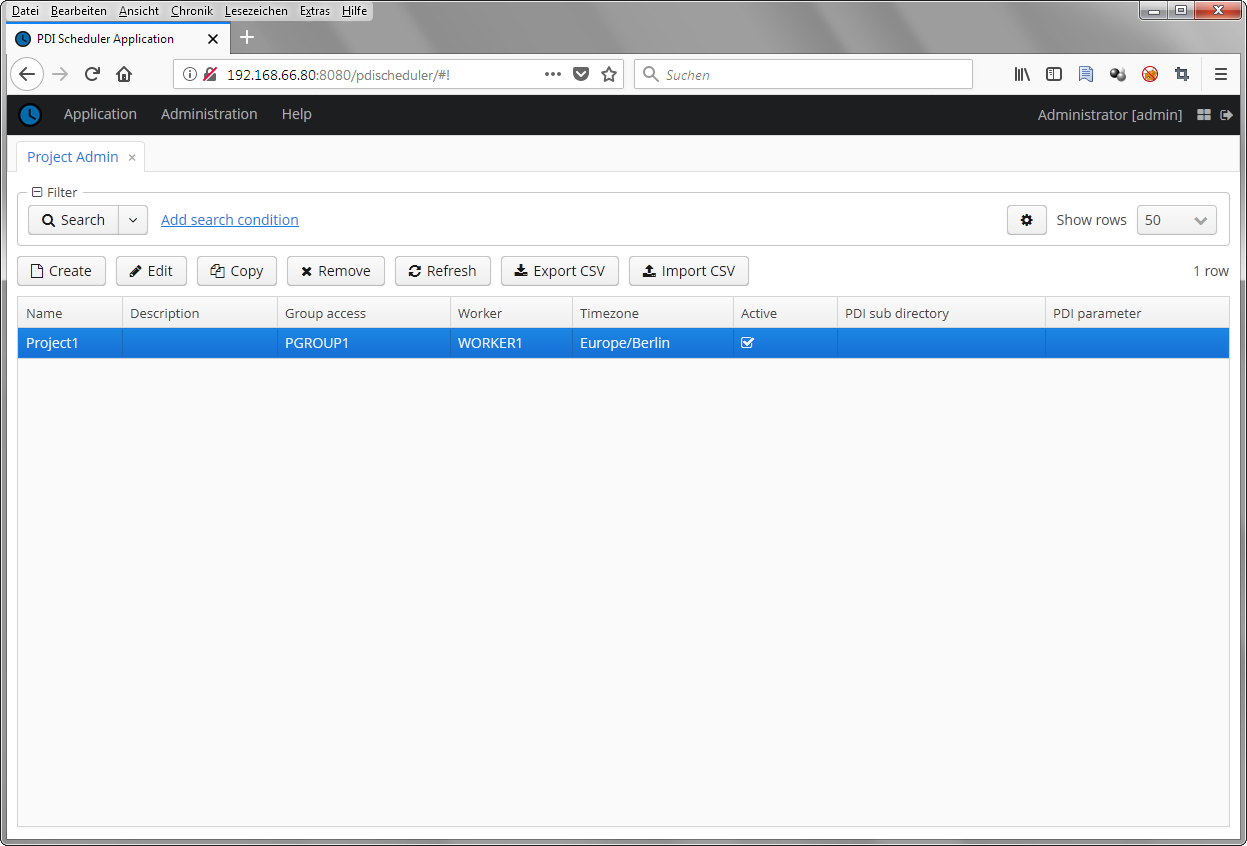 Datei Bearbeiten Ansicht Chronik Lesezeichen Extras Hilfe
PDI Scheduler Application
192.168.66.80:8080/pdischeduler/#! Suchen
Application Administration Help Administrator [admin]
Project Admin
Filter
Search Add search condition Show rows 50
Create Edit Copy Remove Refresh Export CSV Import CSV 1 row
Name Description Group access Worker Timezone Active PDI sub directory PDI parameter
Project1 PGROUP1 WORKER1 Europe/Berlin